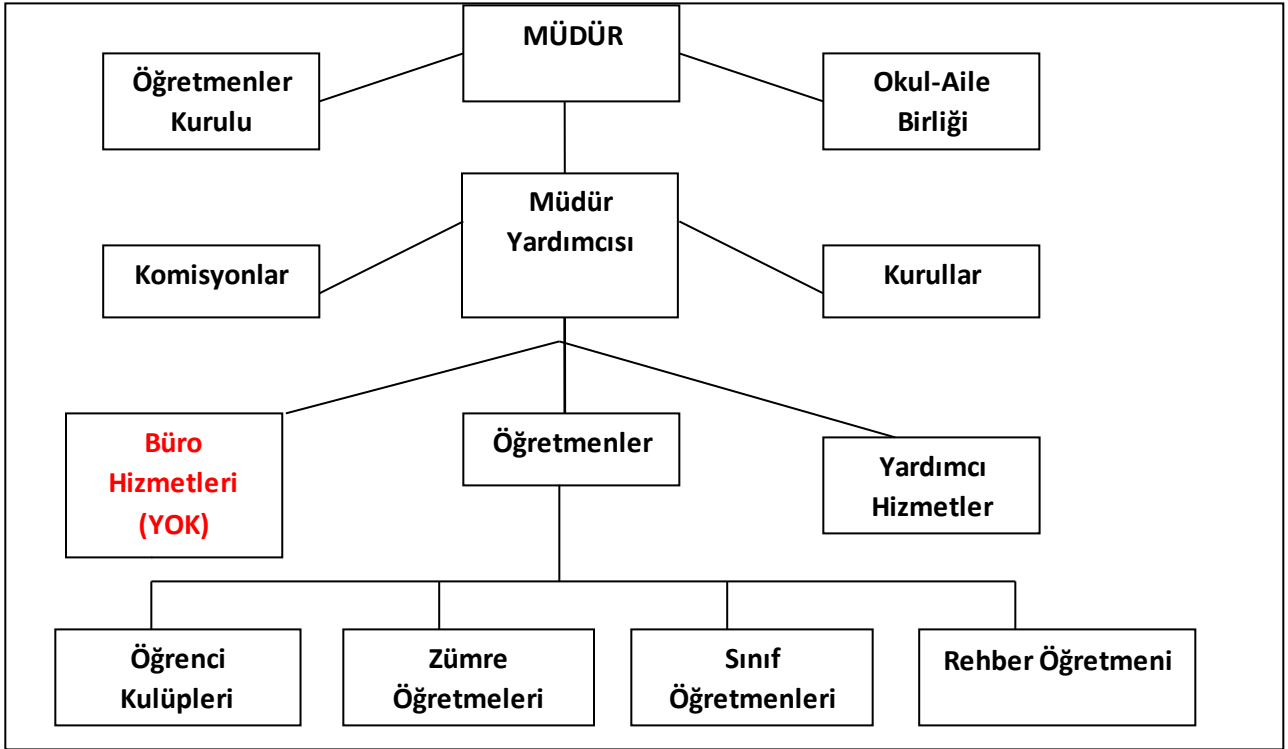 MÜDÜR
Öğretmenler
Kurulu
Okul-Aile
Birliği
Müdür
Yardımcısı
Komisyonlar
Kurullar
Büro
Hizmetleri
(YOK)
Öğretmenler
Yardımcı
Hizmetler
Öğrenci
Kulüpleri
Zümre
Öğretmeleri
Sınıf
Öğretmenleri
Rehber Öğretmeni